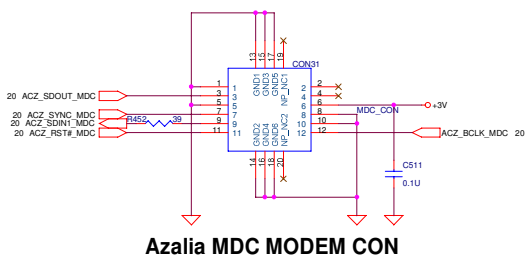 CON31
13 15 17 19
GND1 GND3 GND5 NP_NC1
1 1 2 2
20 ACZ_SDOUT_MDC 3 3 4 4
5 5 6 6 +3V
20 ACZ_SYNC_MDC 7 7 8 8 MDC_CON
20 ACZ_SDIN1_MDC R452 39 9 9 10 10
20 ACZ_RST#_MDC 11 11 12 12 ACZ_BCLK_MDC 20
GND2 GND4 GND6 NP_NC2
14 16 18 20
C511
0.1U
Azalia MDC MODEM CON